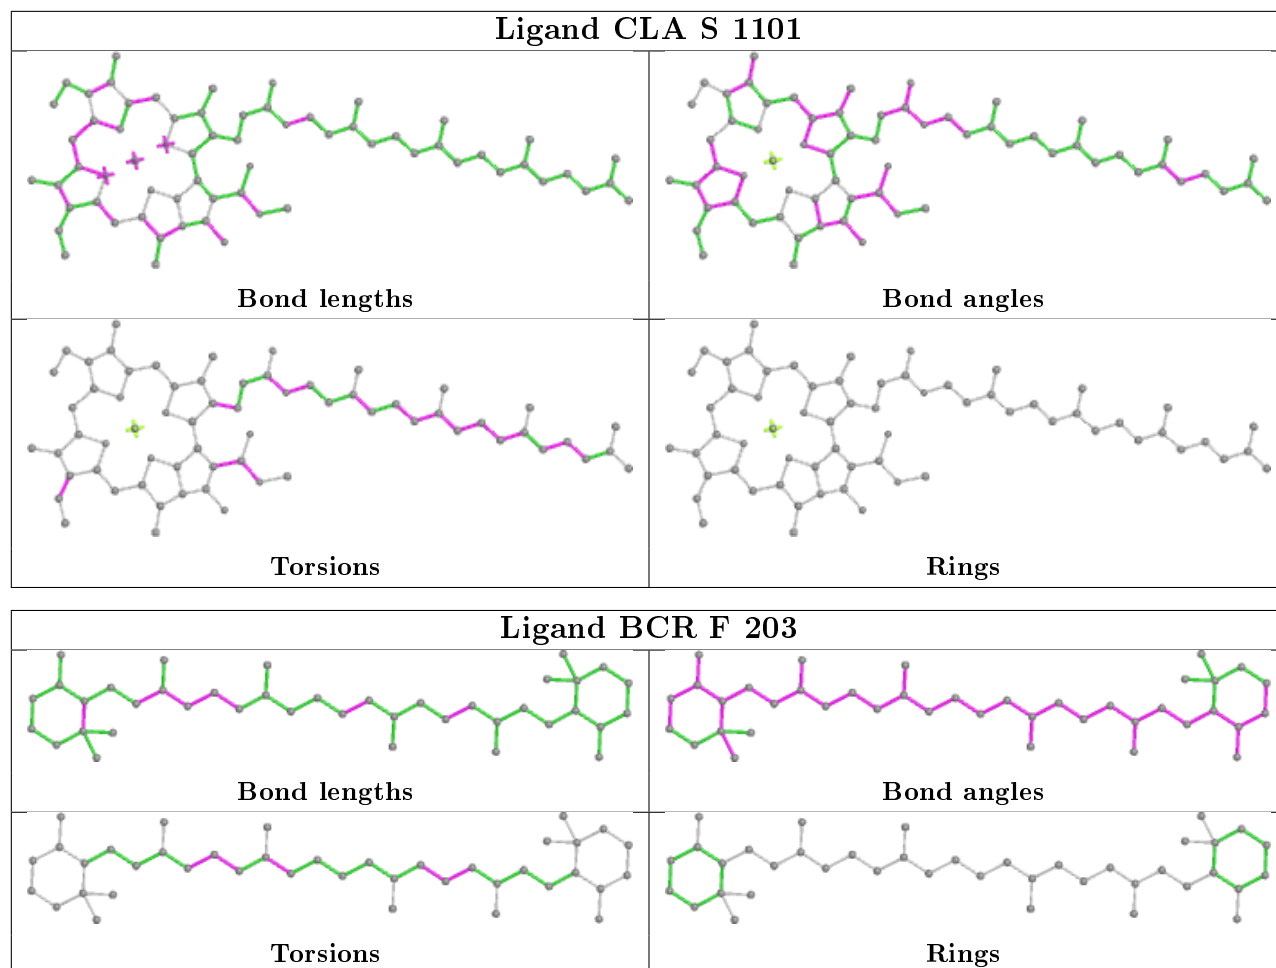 Ligand CLA S 1101
Bond lengths
Bond angles
Torsions
Rings
Ligand BCR F 203
Bond lengths
Bond angles
Torsions
Rings